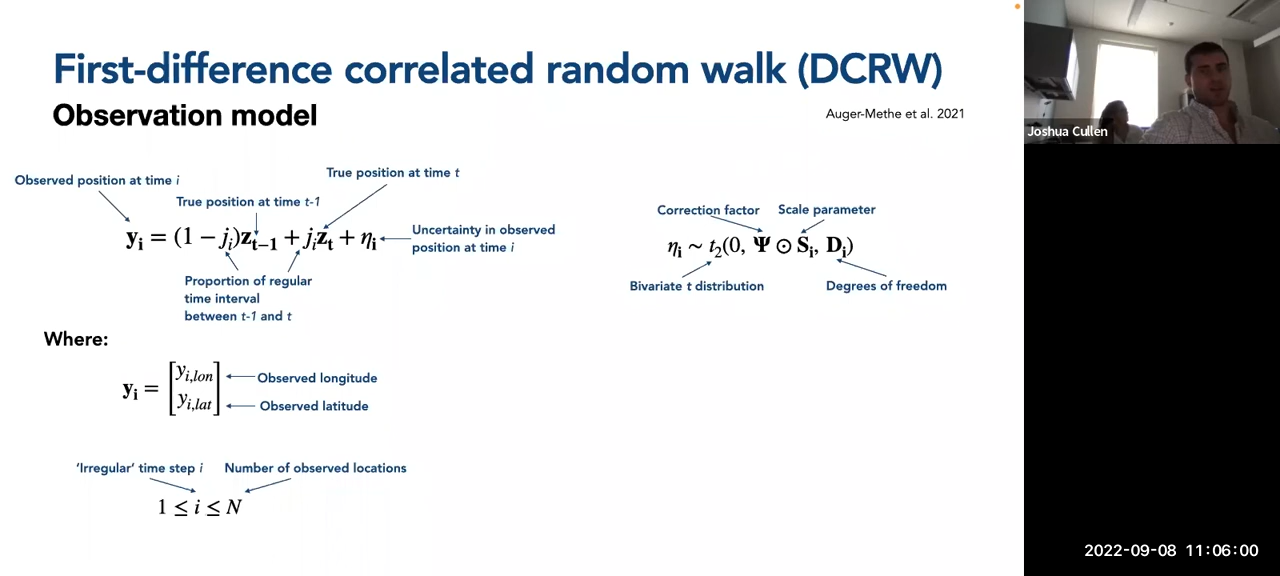 First-difference correlated random walk (DCRW)
Observation model
Auger-Methe et al. 2021
Joshua Cullen
Observed position at time i
True position at time t
True position at time t-1
yᵢ = (1 − jᵢ)zₜ₋₁ + jᵢzₜ + ηᵢ
Uncertainty in observed
position at time i
Proportion of regular
time interval
between t-1 and t
Correction factor
Scale parameter
ηᵢ ∼ t₂(0, Ψ ⊙ Sᵢ, Dᵢ)
Bivariate t distribution
Degrees of freedom
Where:
yᵢ = [y_{i,lon} y_{i,lat}]
Observed longitude
Observed latitude
'Irregular' time step i
Number of observed locations
1 ≤ i ≤ N
2022-09-08 11:06:00